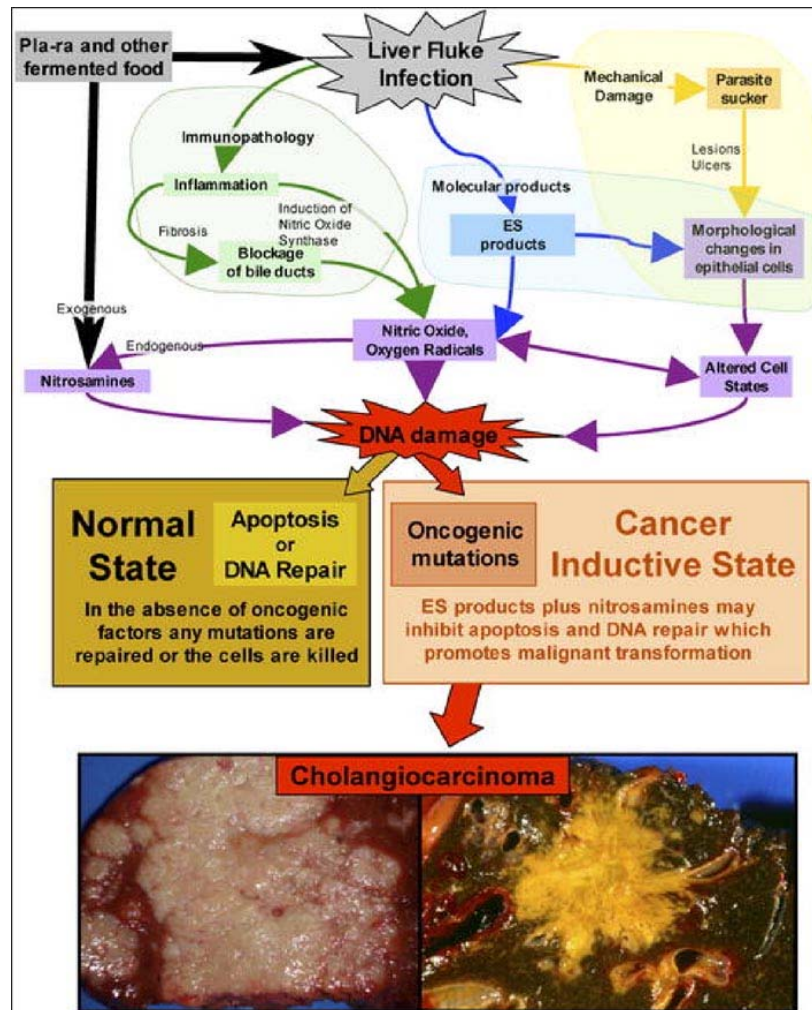 Pla-ra and other
fermented food
Liver Fluke
Infection
Mechanical
Damage
Parasite
sucker
Immunopathology
Lesions
Ulcers
Inflammation
Molecular products
Induction of
Nitric Oxide
Synthase
Fibrosis
ES
products
Morphological
changes in
epithelial cells
Blockage
of bile ducts
Exogenous
Nitric Oxide,
Oxygen Radicals
Endogenous
Nitrosamines
Altered Cell
States
DNA damage
Normal
State
Apoptosis
or
DNA Repair
In the absence of oncogenic
factors any mutations are
repaired or the cells are killed
Oncogenic
mutations
Cancer
Inductive State
ES products plus nitrosamines may
inhibit apoptosis and DNA repair which
promotes malignant transformation
Cholangiocarcinoma